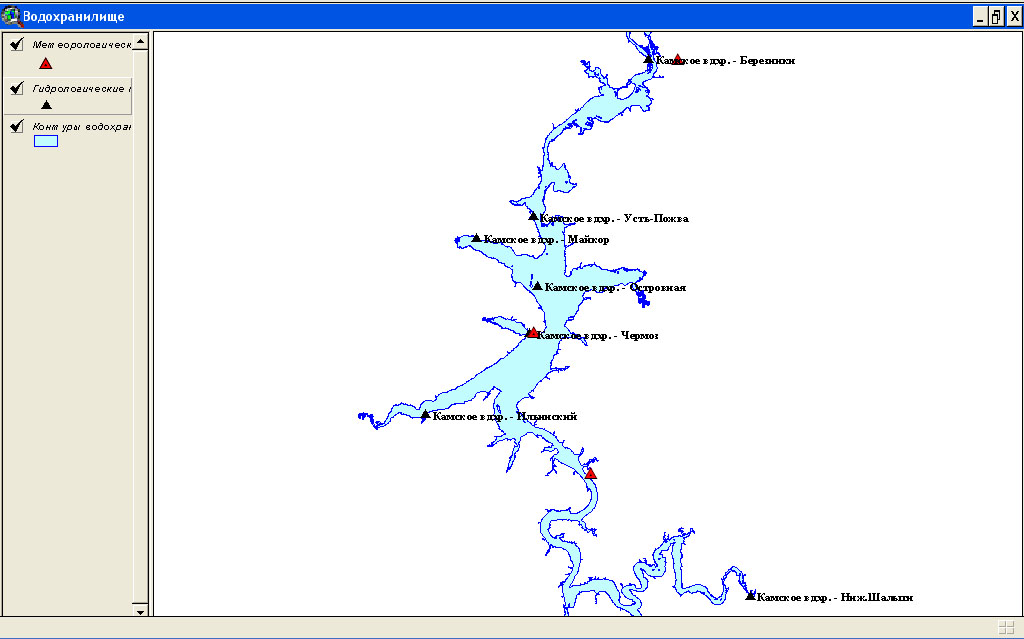 Водохранилище
Метеорологическ
Гидрологические
Контуры водохран
Камское вдхр. - Березники
Камское вдхр. - Усть-Пожва
Камское вдхр. - Майкор
Камское вдхр. - Островная
Камское вдхр. - Чермоз
Камское вдхр. - Ильинский
Камское вдхр. - Ниж.Шалыги